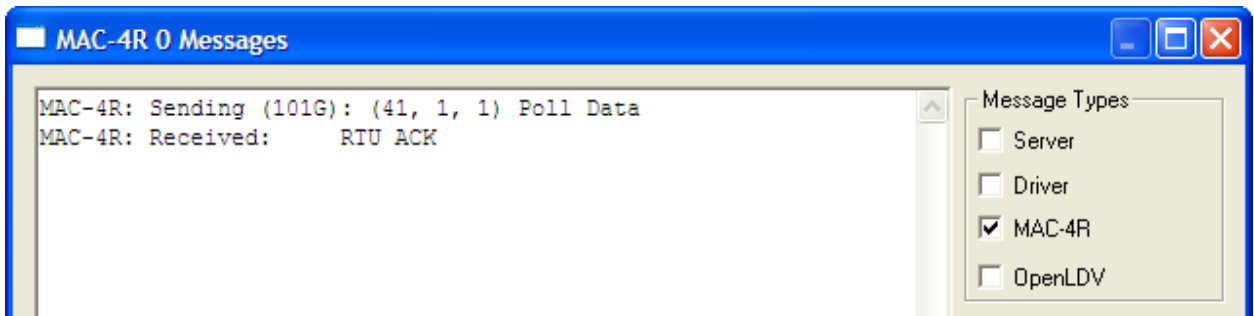 MAC-4R 0 Messages
MAC-4R: Sending (101G): (41, 1, 1) Poll Data
MAC-4R: Received:     RTU ACK
Message Types
Server
Driver
MAC-4R
OpenLDV